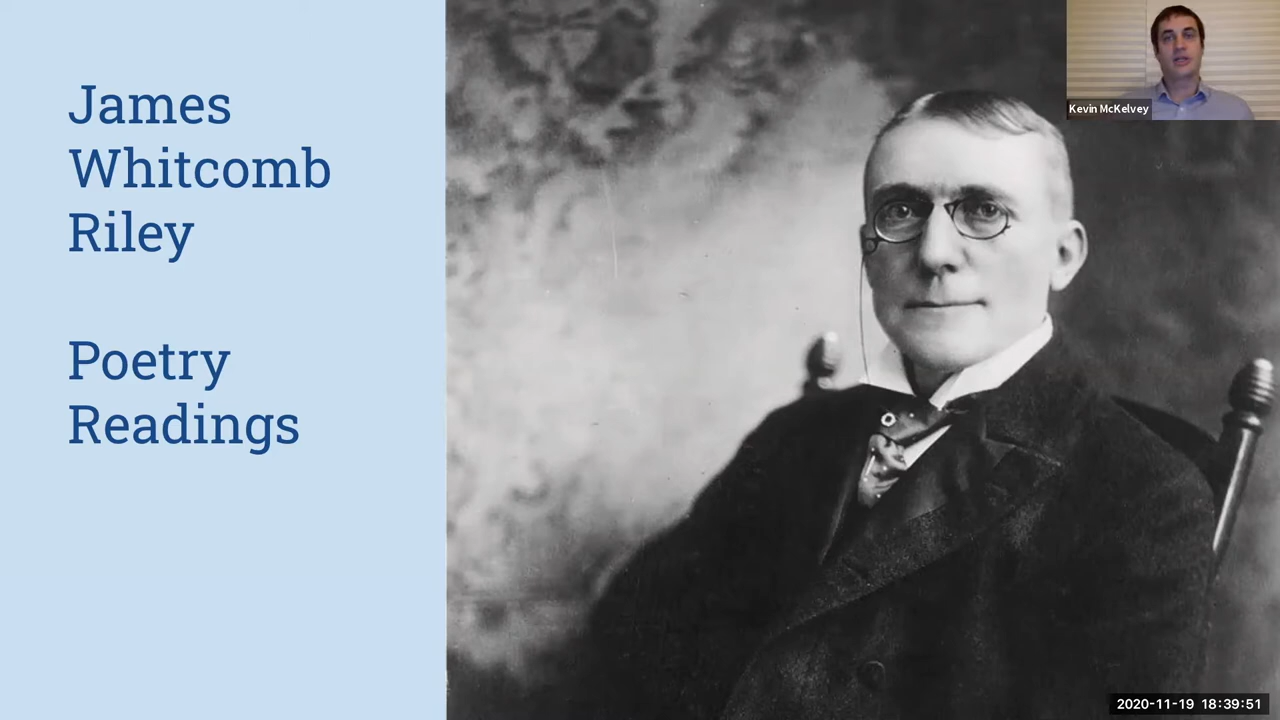 James
Whitcomb
Riley
Poetry
Readings
Kevin McKelvey
2020-11-19 18:39:51